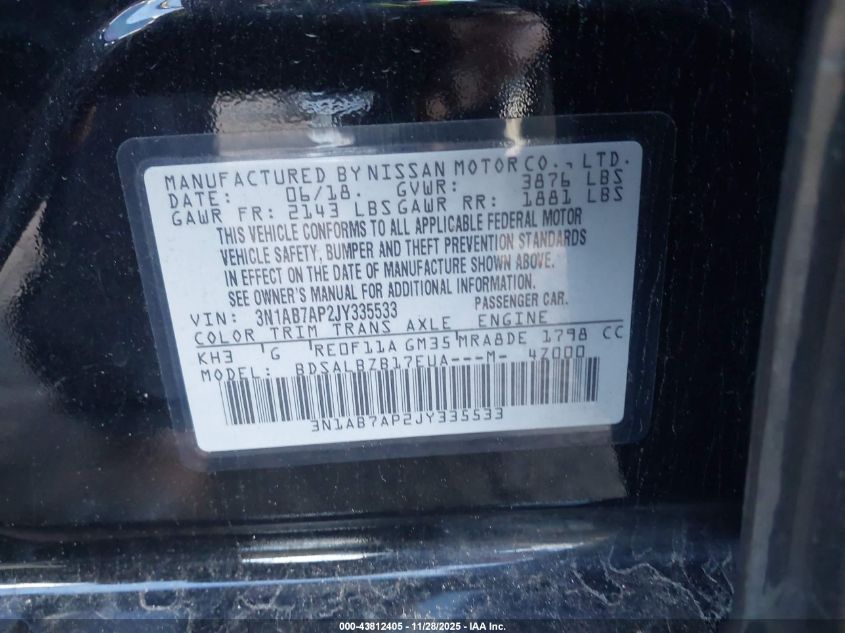 MANUFACTURED BY NISSAN MOTOR CO., LTD.
DATE: 06/18. GVWR: 3876 LBS
GAWR FR: 2143 LBS GAWR RR: 1881 LBS
THIS VEHICLE CONFORMS TO ALL APPLICABLE FEDERAL MOTOR
VEHICLE SAFETY, BUMPER AND THEFT PREVENTION STANDARDS
IN EFFECT ON THE DATE OF MANUFACTURE SHOWN ABOVE.
SEE OWNER'S MANUAL FOR ADDITIONAL INFORMATION.
VIN: 3N1AB7AP2JY335533 PASSENGER CAR.
COLOR TRIM TRANS AXLE ENGINE
KH3 G RE0F11A GM35 MRA8DE 1798 CC
MODEL: BDSALBZB17EUA---M- 47000
3N1AB7AP2JY335533
000-43812405 - 11/28/2025 - IAA Inc.